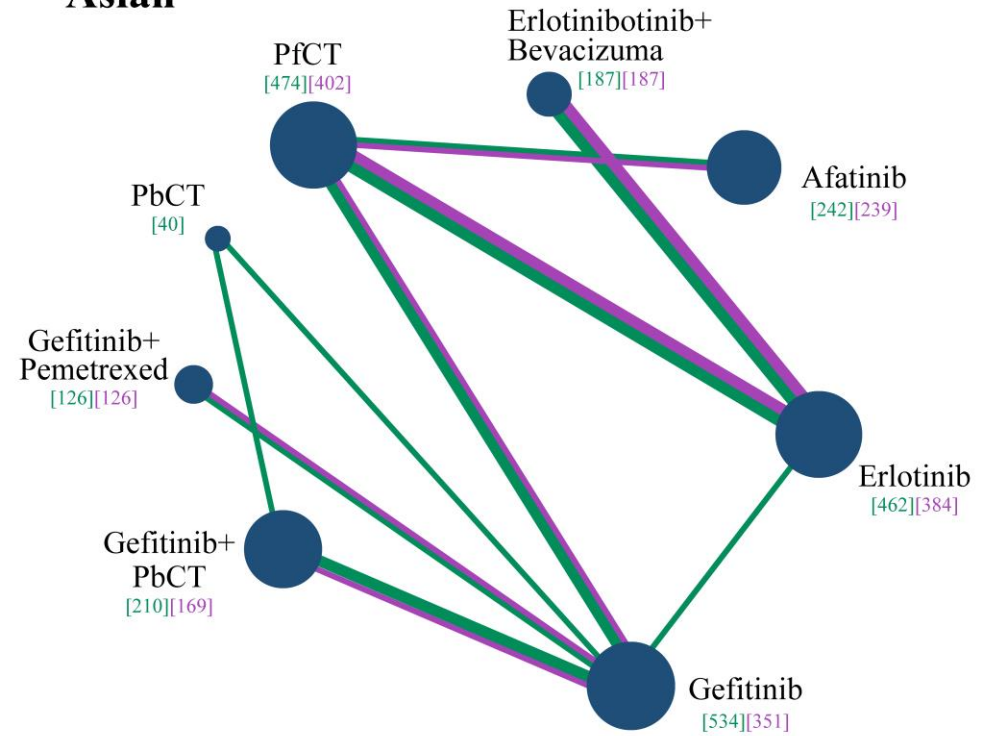 Asian
Erlotinibotinib+
Bevacizuma
[187][187]
PfCT
[474][402]
Afatinib
[242][239]
PbCT
[40]
Gefitinib+
Pemetrexed
[126][126]
Erlotinib
[462][384]
Gefitinib+
PbCT
[210][169]
Gefitinib
[534][351]